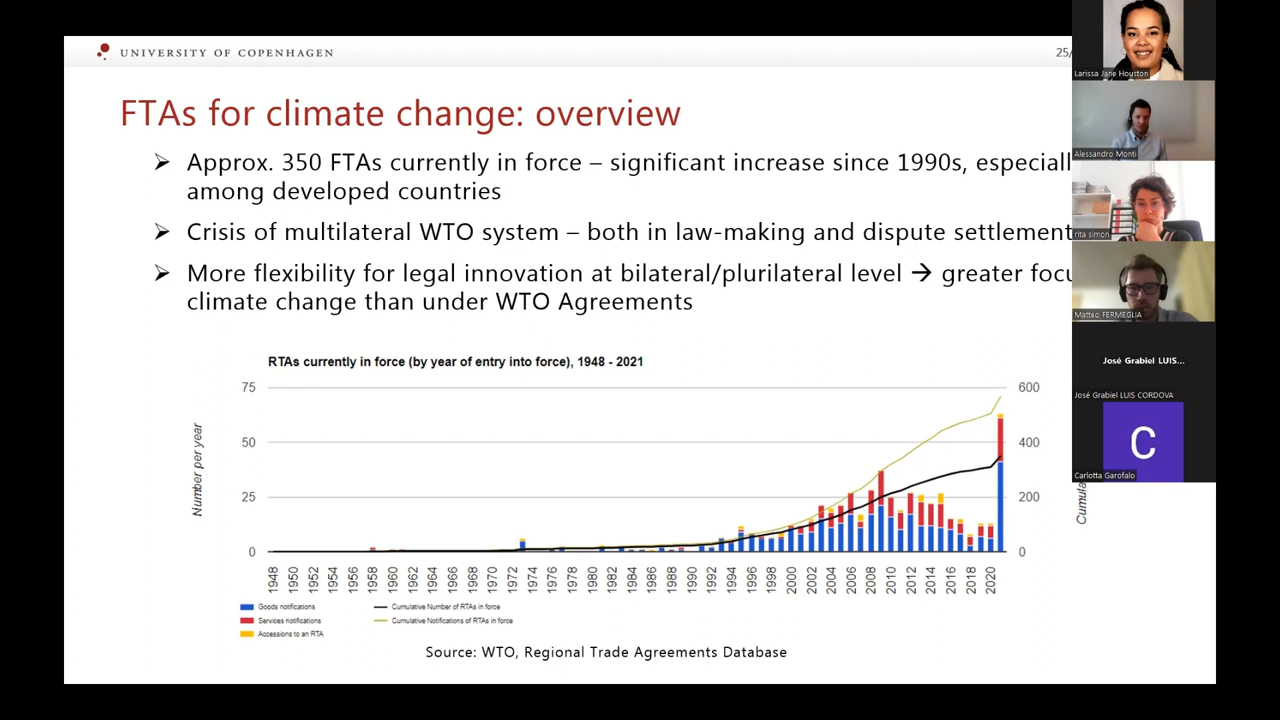 UNIVERSITY OF COPENHAGEN
25/
FTAs for climate change: overview
Approx. 350 FTAs currently in force – significant increase since 1990s, especiall
among developed countries
Crisis of multilateral WTO system – both in law-making and dispute settlement
More flexibility for legal innovation at bilateral/plurilateral level → greater focu
climate change than under WTO Agreements
RTAs currently in force (by year of entry into force), 1948 - 2021
75
50
25
0
Number per year
600
400
200
0
Cumula
1948 1950 1952 1954 1956 1958 1960 1962 1964 1966 1968 1970 1972 1974 1976 1978 1980 1982 1984 1986 1988 1990 1992 1994 1996 1998 2000 2002 2004 2006 2008 2010 2012 2014 2016 2018 2020
Goods notifications
Services notifications
Accessions to an RTA
Cumulative Number of RTAs in force
Cumulative Notifications of RTAs in force
Source: WTO, Regional Trade Agreements Database
Larissa Jane Houston
Alessandro Monti
rita simon
Matteo FERMEGLIA
José Grabiel LUIS...
José Grabiel LUIS CORDOVA
C
Carlotta Garofalo